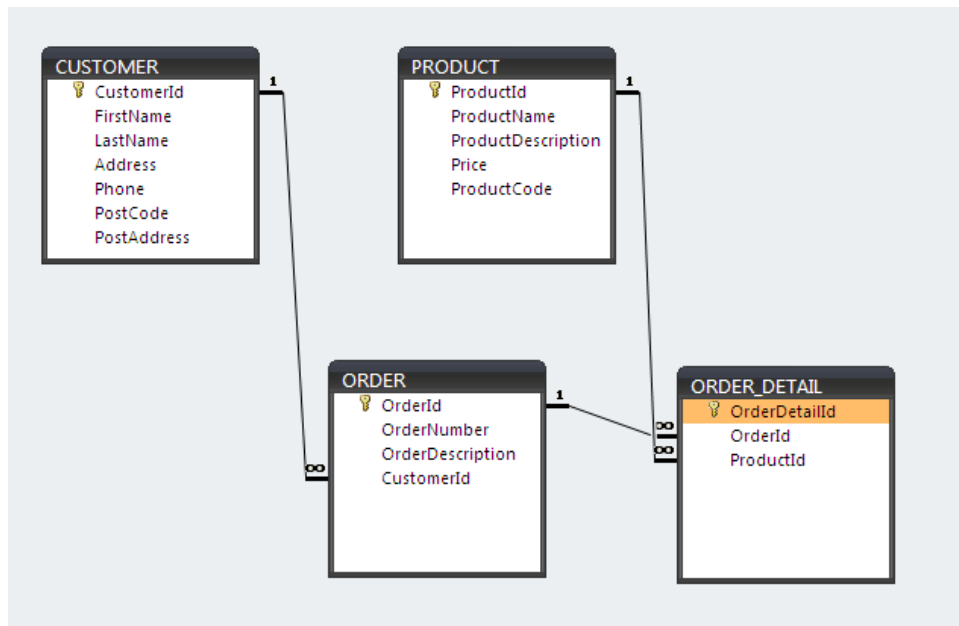 CUSTOMER
CustomerId
FirstName
LastName
Address
Phone
PostCode
PostAddress
1
PRODUCT
ProductId
ProductName
ProductDescription
Price
ProductCode
1
ORDER
OrderId
OrderNumber
OrderDescription
CustomerId
∞
1
ORDER_DETAIL
OrderDetailId
OrderId
ProductId
∞
∞